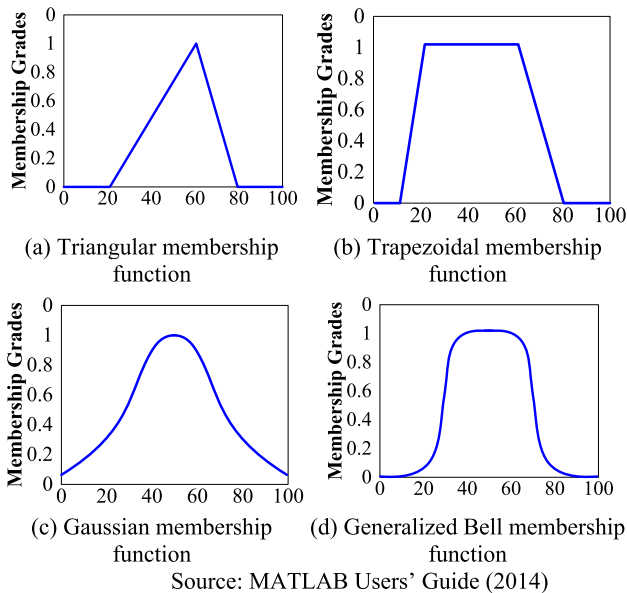 Membership Grades
0
1
0.8
0.6
0.4
0.2
0
0 20 40 60 80 100
(a) Triangular membership
function
Membership Grades
0
1
0.8
0.6
0.4
0.2
0
0 20 40 60 80 100
(b) Trapezoidal membership
function
Membership Grades
0
1
0.8
0.6
0.4
0.2
0
0 20 40 60 80 100
(c) Gaussian membership
function
Membership Grades
0
1
0.8
0.6
0.4
0.2
0
0 20 40 60 80 100
(d) Generalized Bell membership
function
Source: MATLAB Users’ Guide (2014)